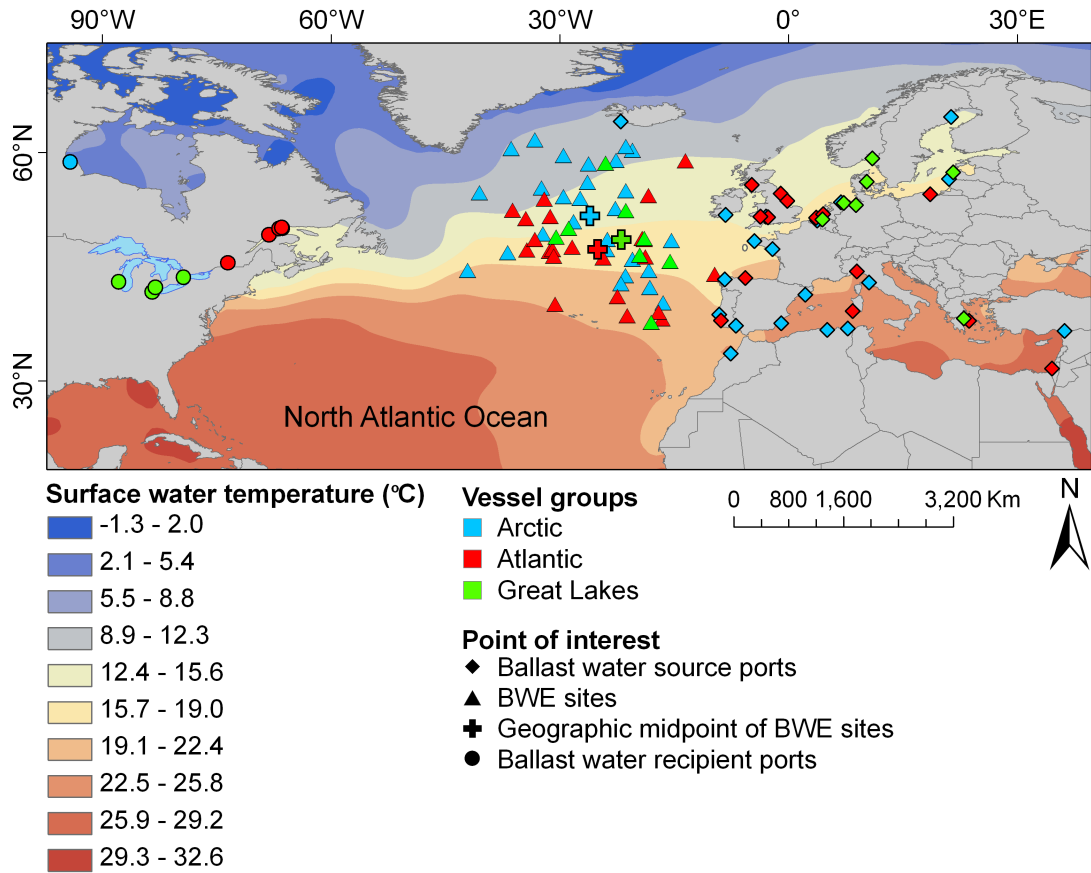 90°W 60°W 30°W 0° 30°E
60°N
30°N
North Atlantic Ocean
Surface water temperature (°C)
-1.3 - 2.0
2.1 - 5.4
5.5 - 8.8
8.9 - 12.3
12.4 - 15.6
15.7 - 19.0
19.1 - 22.4
22.5 - 25.8
25.9 - 29.2
29.3 - 32.6
Vessel groups
Arctic
Atlantic
Great Lakes
Point of interest
Ballast water source ports
BWE sites
Geographic midpoint of BWE sites
Ballast water recipient ports
0 800 1,600 3,200 Km
N